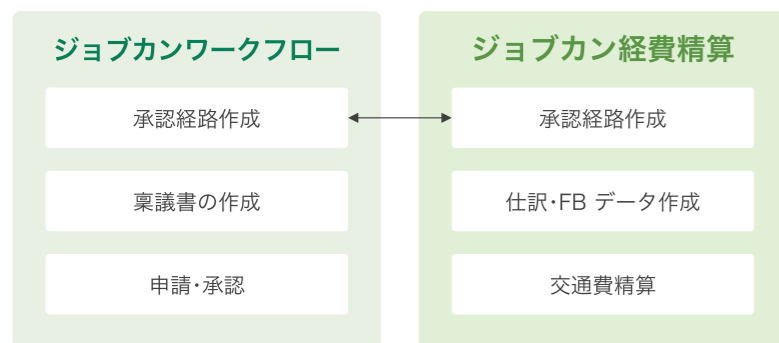 ジョブカンワークフロー
承認経路作成
稟議書の作成
申請・承認
ジョブカン経費精算
承認経路作成
仕訳・FB データ作成
交通費精算